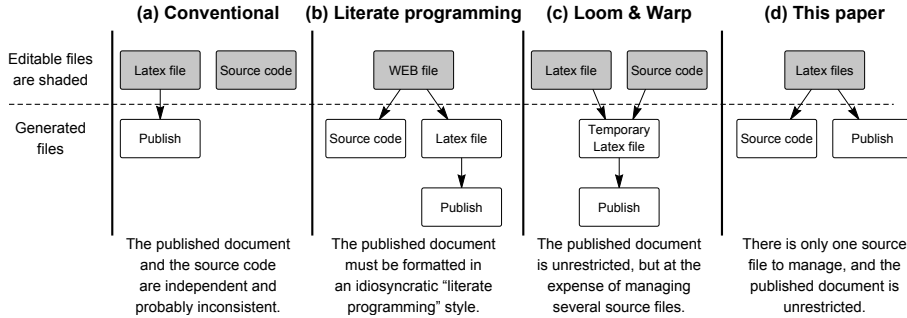 (a) Conventional
(b) Literate programming
(c) Loom & Warp
(d) This paper
Editable files
are shaded
Latex file
Source code
WEB file
Latex file
Source code
Latex files
Generated
files
Publish
Source code
Latex file
Temporary
Latex file
Source code
Publish
Publish
Publish
The published document
and the source code
are independent and
probably inconsistent.
The published document
must be formatted in
an idiosyncratic “literate
programming” style.
The published document
is unrestricted, but at the
expense of managing
several source files.
There is only one source
file to manage, and the
published document is
unrestricted.